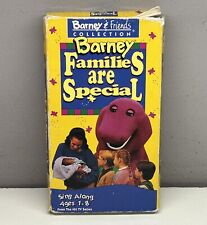 Barney & Friends
COLLECTION
Barney
Families
are
Special
Sing Along
Ages 1-8
From The Hit TV Series